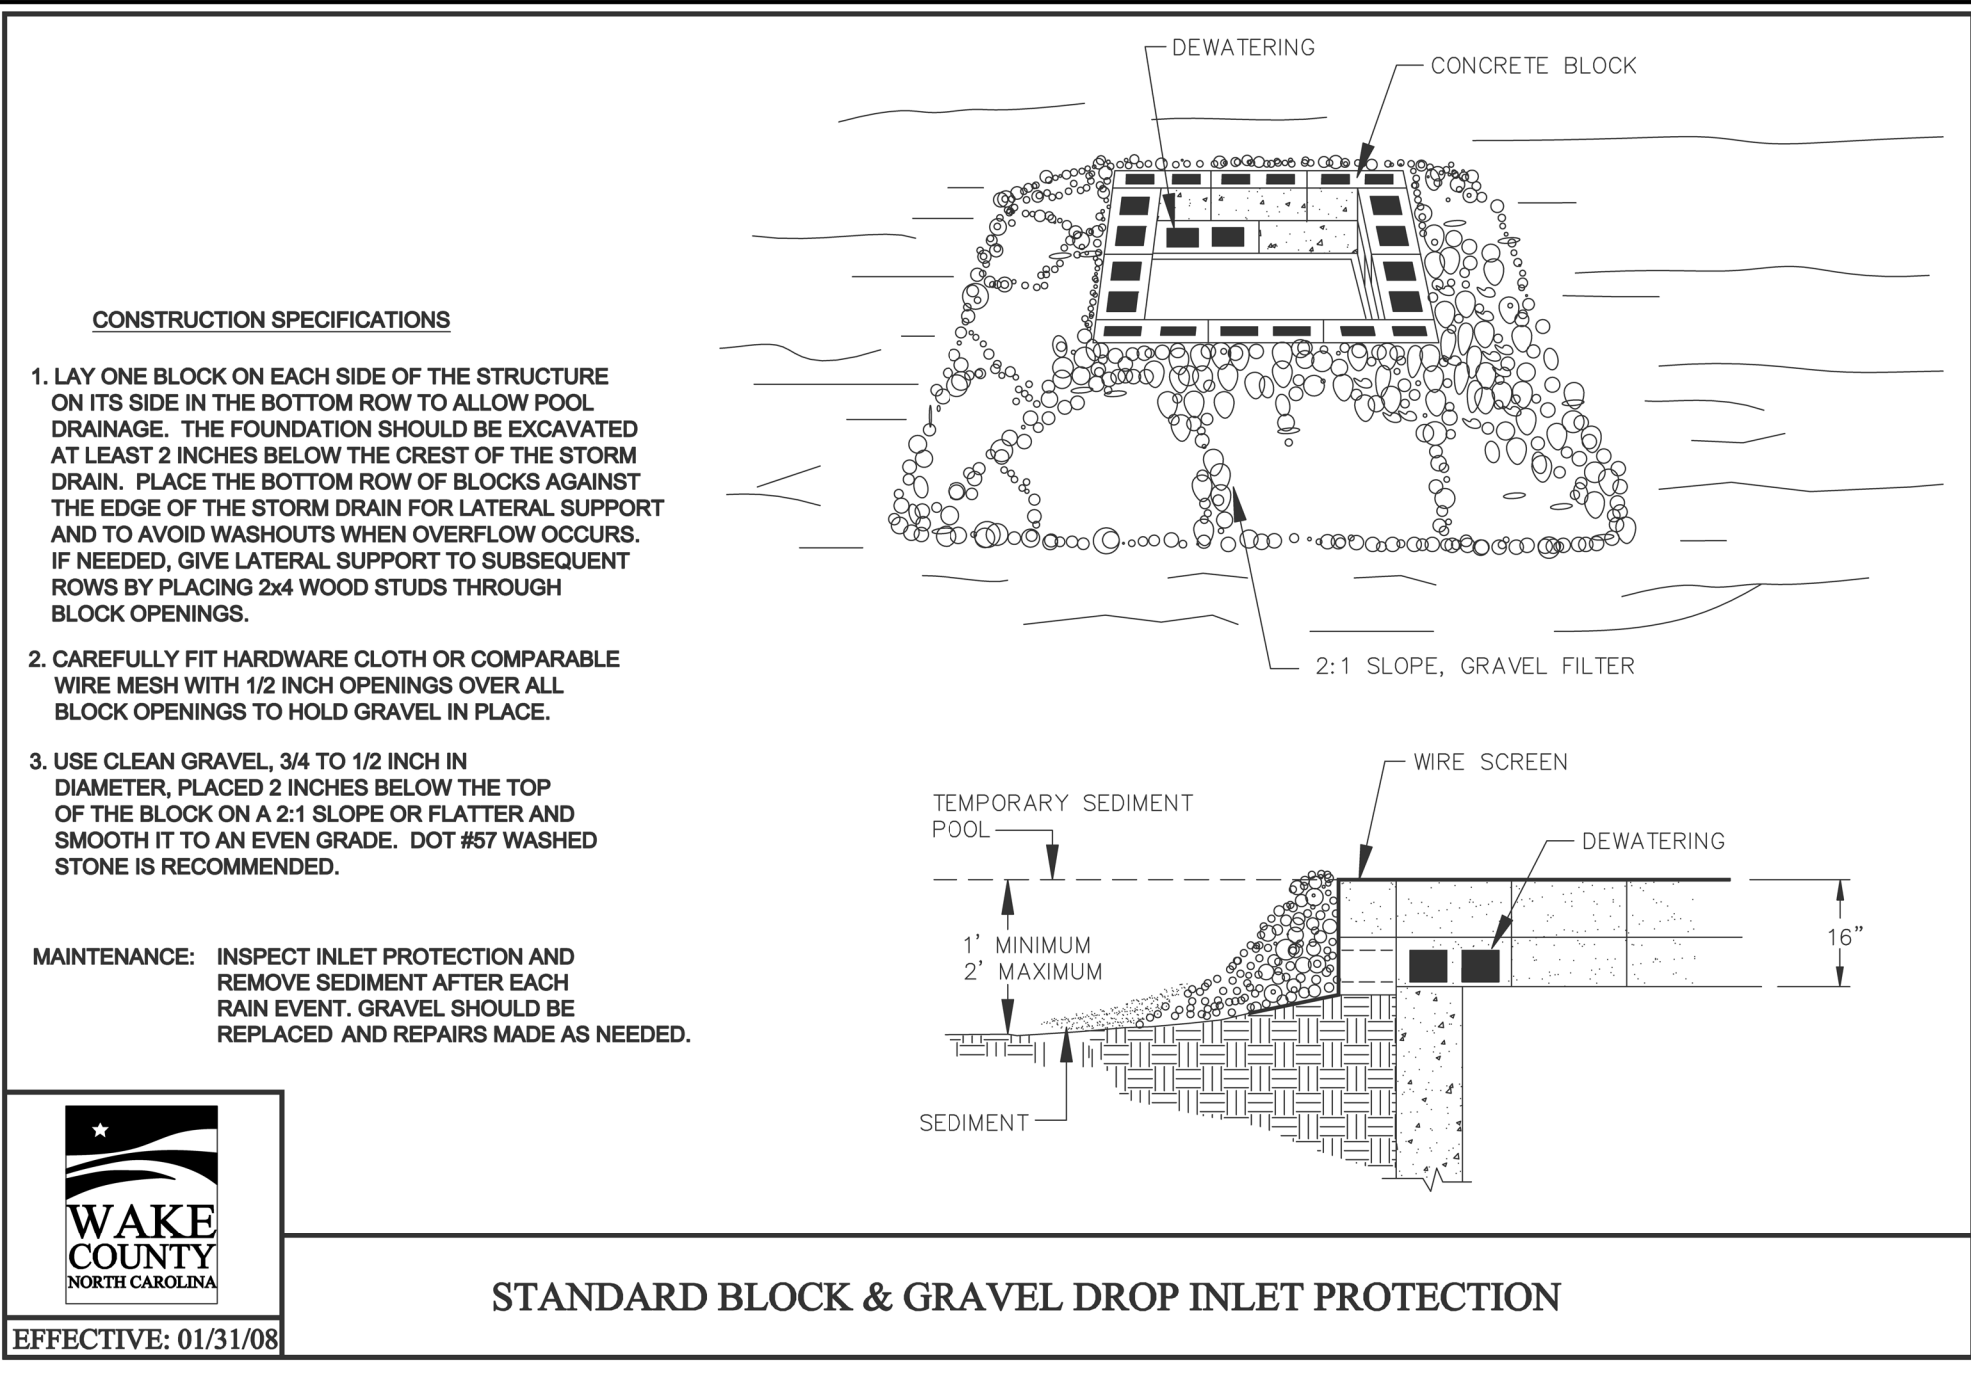 DEWATERING
CONCRETE BLOCK
2:1 SLOPE, GRAVEL FILTER
CONSTRUCTION SPECIFICATIONS
1. LAY ONE BLOCK ON EACH SIDE OF THE STRUCTURE
ON ITS SIDE IN THE BOTTOM ROW TO ALLOW POOL
DRAINAGE. THE FOUNDATION SHOULD BE EXCAVATED
AT LEAST 2 INCHES BELOW THE CREST OF THE STORM
DRAIN. PLACE THE BOTTOM ROW OF BLOCKS AGAINST
THE EDGE OF THE STORM DRAIN FOR LATERAL SUPPORT
AND TO AVOID WASHOUTS WHEN OVERFLOW OCCURS.
IF NEEDED, GIVE LATERAL SUPPORT TO SUBSEQUENT
ROWS BY PLACING 2x4 WOOD STUDS THROUGH
BLOCK OPENINGS.
2. CAREFULLY FIT HARDWARE CLOTH OR COMPARABLE
WIRE MESH WITH 1/2 INCH OPENINGS OVER ALL
BLOCK OPENINGS TO HOLD GRAVEL IN PLACE.
3. USE CLEAN GRAVEL, 3/4 TO 1/2 INCH IN
DIAMETER, PLACED 2 INCHES BELOW THE TOP
OF THE BLOCK ON A 2:1 SLOPE OR FLATTER AND
SMOOTH IT TO AN EVEN GRADE. DOT #57 WASHED
STONE IS RECOMMENDED.
MAINTENANCE: INSPECT INLET PROTECTION AND
REMOVE SEDIMENT AFTER EACH
RAIN EVENT. GRAVEL SHOULD BE
REPLACED AND REPAIRS MADE AS NEEDED.
WIRE SCREEN
TEMPORARY SEDIMENT
POOL
DEWATERING
1' MINIMUM
2' MAXIMUM
16"
SEDIMENT
WAKE
COUNTY
NORTH CAROLINA
EFFECTIVE: 01/31/08
STANDARD BLOCK & GRAVEL DROP INLET PROTECTION